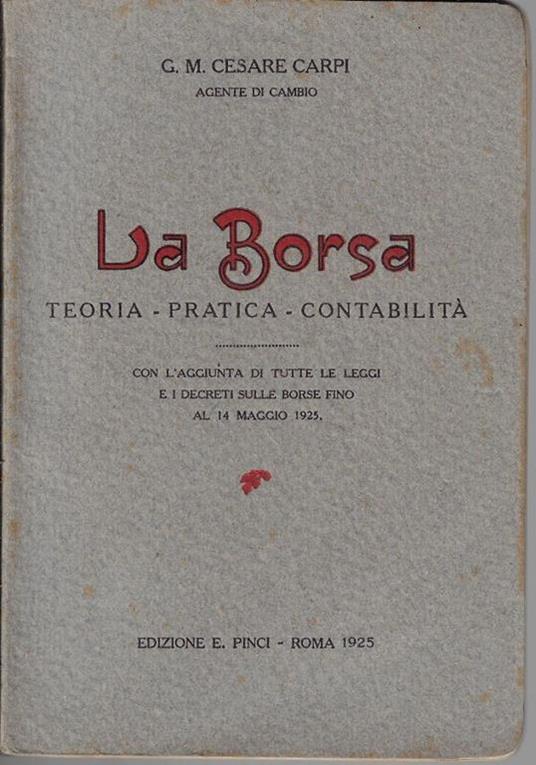 G. M. CESARE CARPI
AGENTE DI CAMBIO
La Borsa
TEORIA - PRATICA - CONTABILITÀ
CON L'AGGIUNTA DI TUTTE LE LEGGI
E I DECRETI SULLE BORSE FINO
AL 14 MAGGIO 1925.
EDIZIONE E. PINCI - ROMA 1925